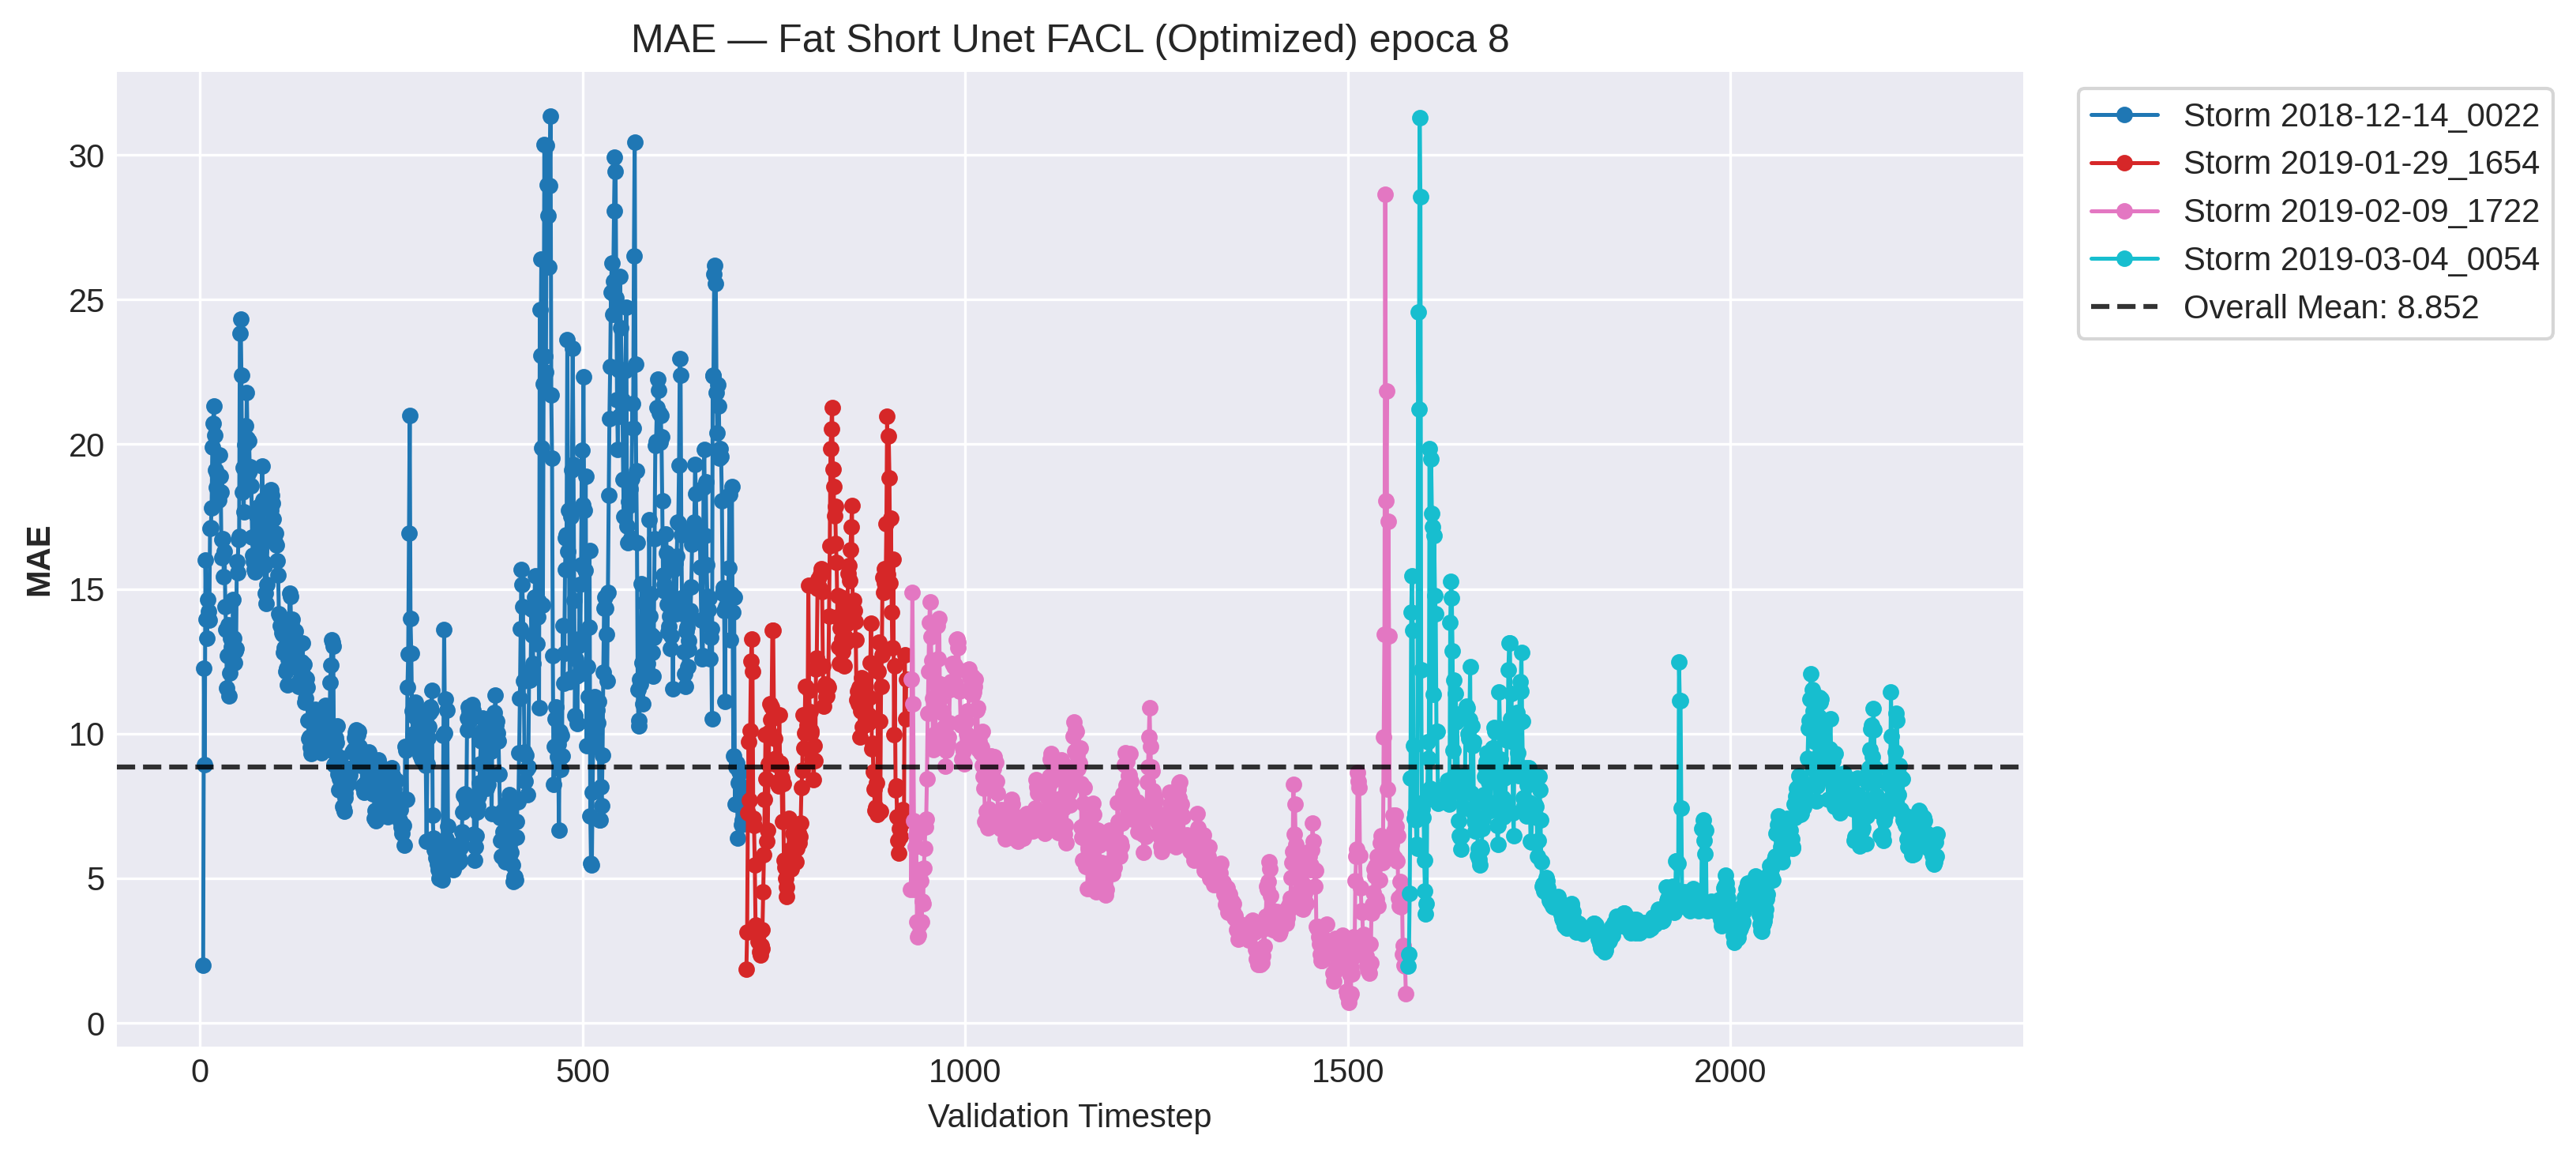 MAE — Fat Short Unet FACL (Optimized) epoca 8
Storm 2018-12-14_0022
Storm 2019-01-29_1654
Storm 2019-02-09_1722
Storm 2019-03-04_0054
Overall Mean: 8.852
MAE
30
25
20
15
10
5
0
0
500
1000
1500
2000
Validation Timestep